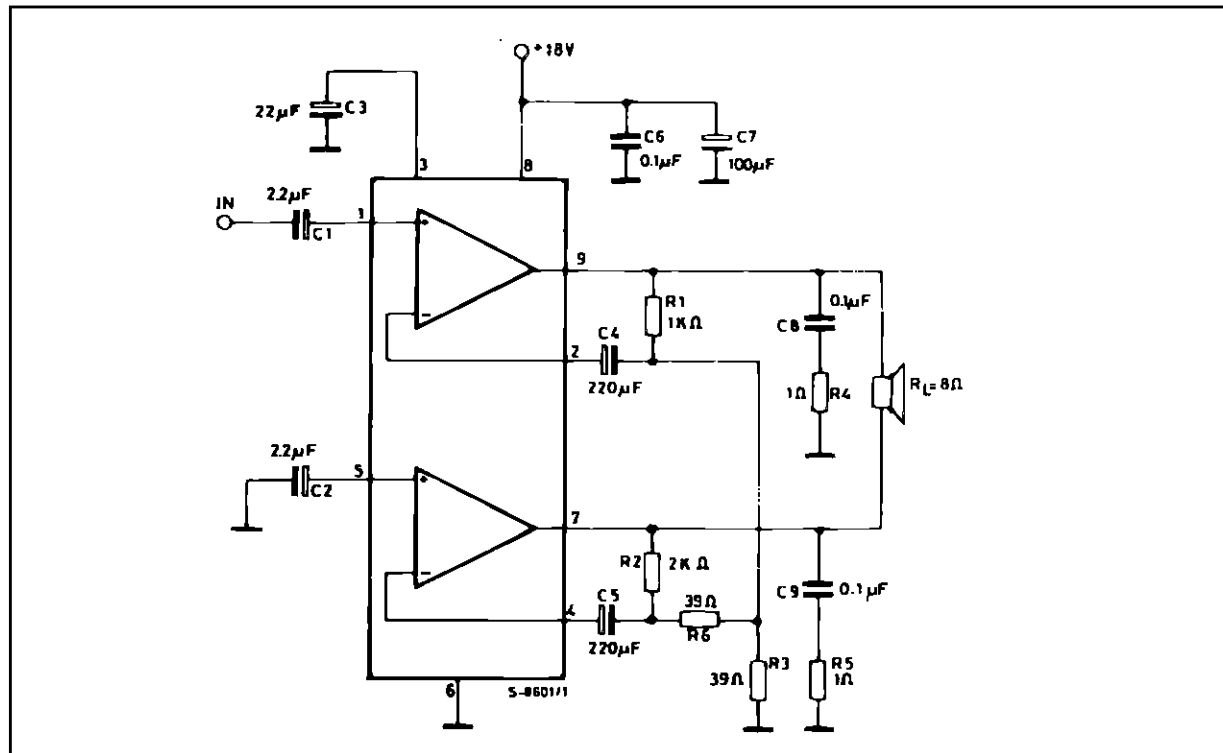 +18V
22µF
C3
C6
0.1µF
C7
100µF
3
8
IN
2.2µF
C1
1
9
R1
1KΩ
0.1µF
C8
C4
2
220µF
1Ω
R4
RL=8Ω
2.2µF
C2
5
7
R2
2KΩ
C9
0.1µF
C5
4
39Ω
R6
220µF
R3
39Ω
R5
1Ω
6
S-8601/1